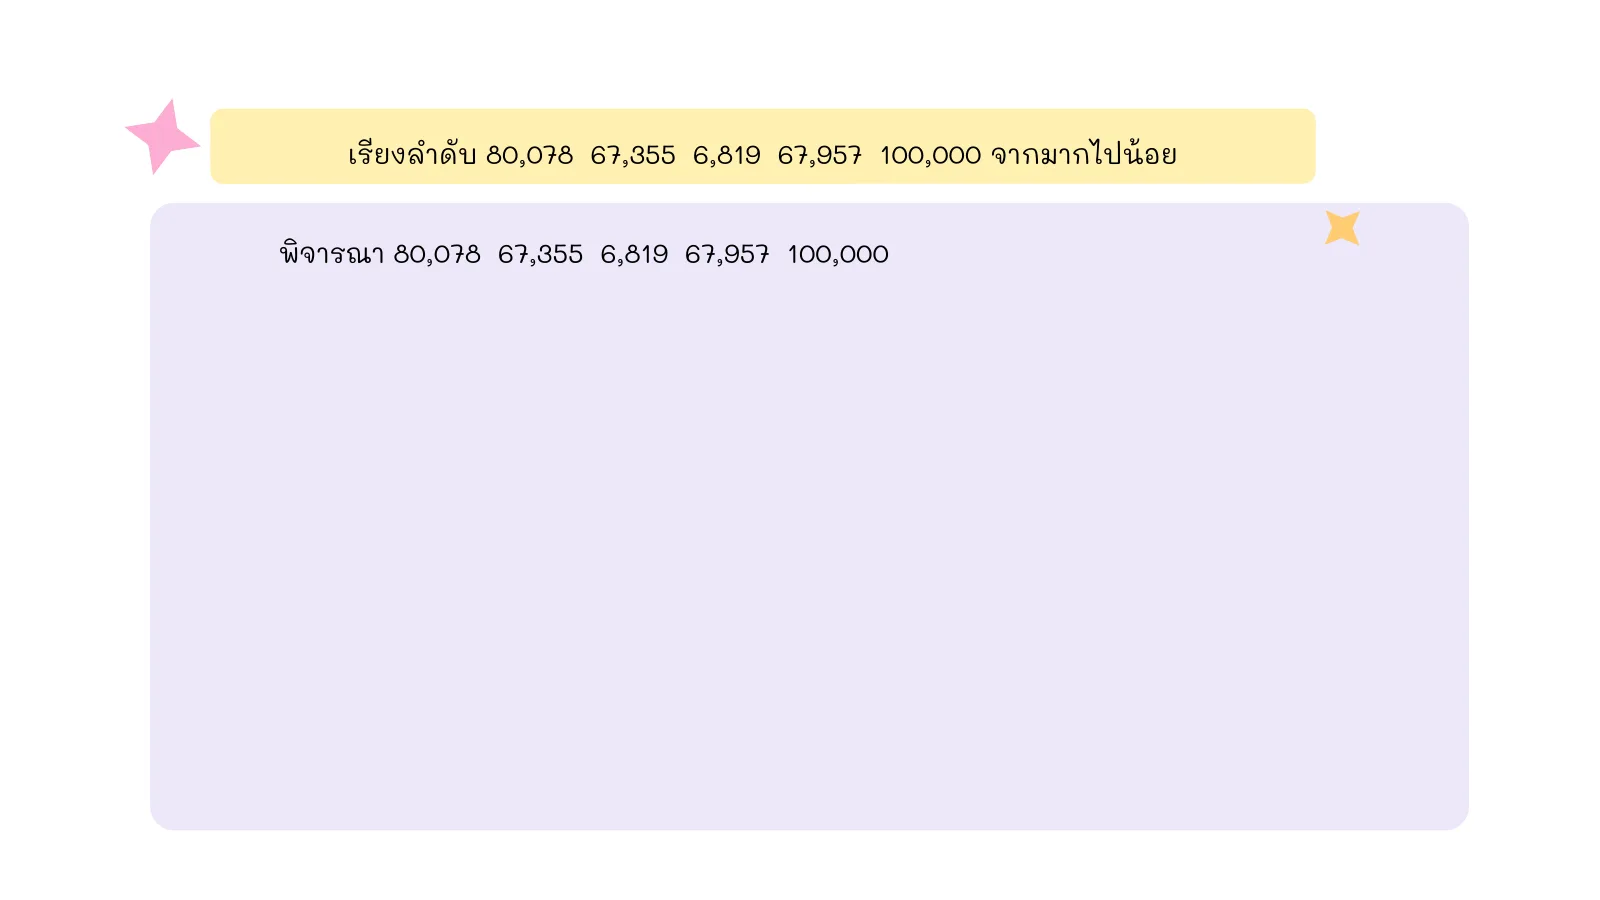 เรียงลำดับ 80,078 67,355 6,819 67,957 100,000 จากมากไปน้อย
พิจารณา 80,078 67,355 6,819 67,957 100,000